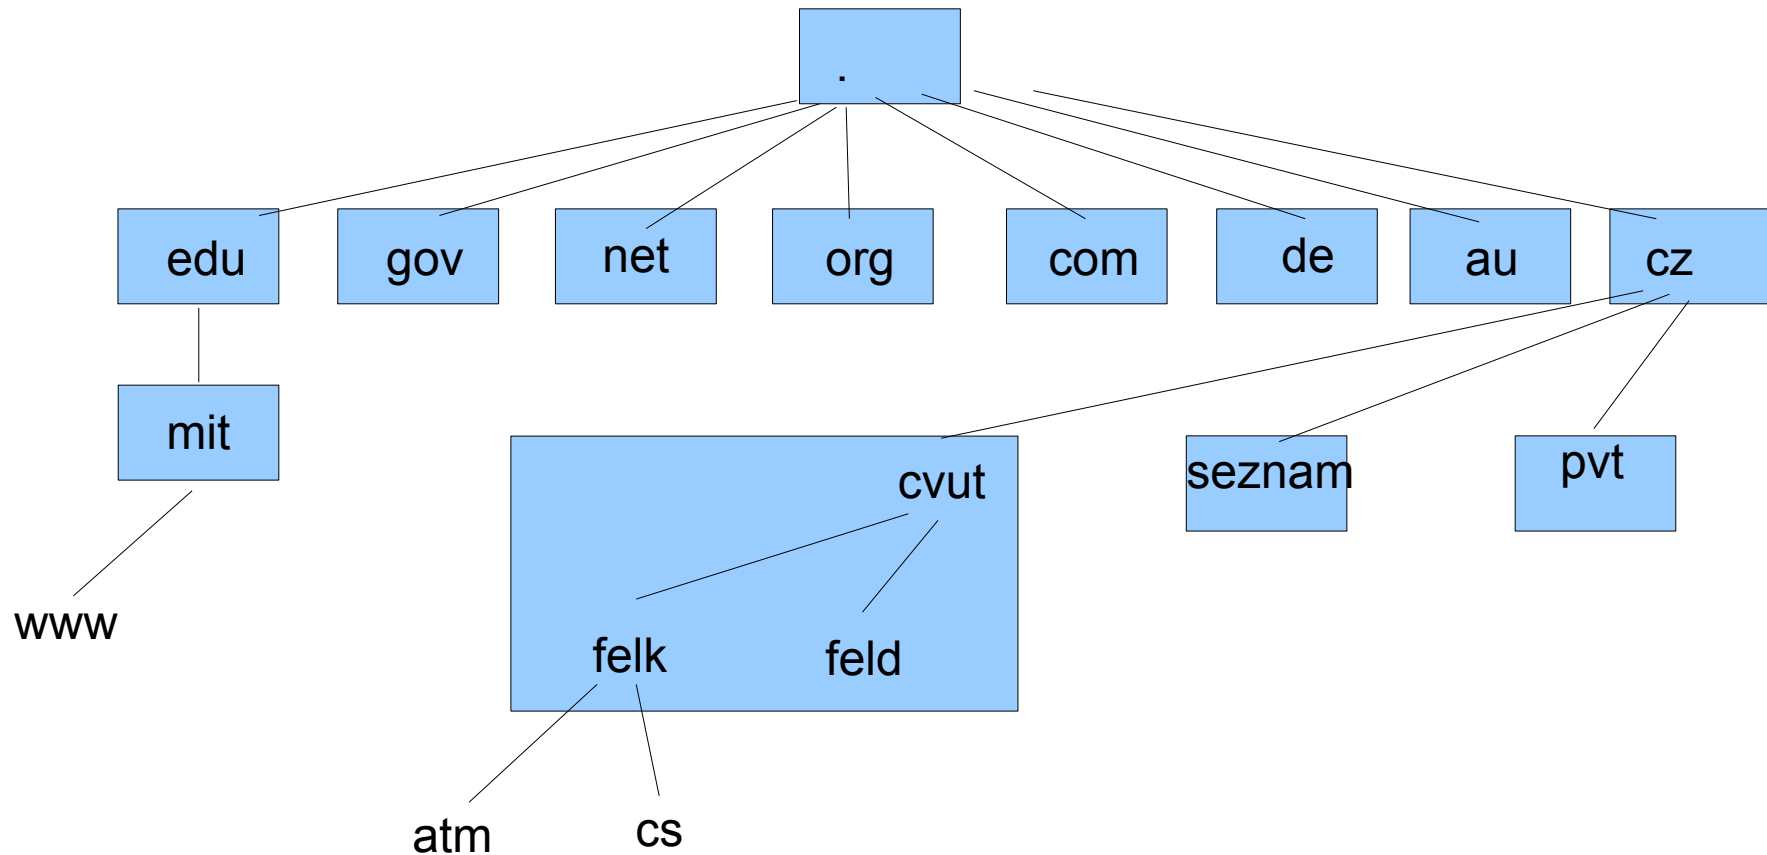 .
edu gov net org com de au cz
mit
cvut seznam pvt
www felk feld
atm cs